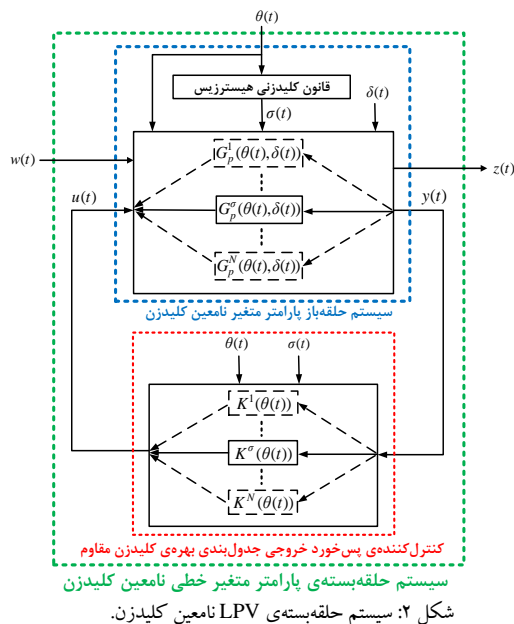 θ(t)
قانون کلیدزنی هیسترزیس
σ(t)
δ(t)
w(t)
z(t)
G_p^1(θ(t),δ(t))
u(t)
y(t)
G_p^σ(θ(t),δ(t))
G_p^N(θ(t),δ(t))
سیستم حلقه‌باز پارامتر متغیر نامعین کلیدزن
θ(t)
σ(t)
K^1(θ(t))
K^σ(θ(t))
K^N(θ(t))
کنترل‌کننده‌ی پس‌خورد خروجی جدول‌بندی بهره‌ی کلیدزن مقاوم
سیستم حلقه‌بسته‌ی پارامتر متغیر خطی نامعین کلیدزن
شکل ۲: سیستم حلقه‌بسته‌ی LPV نامعین کلیدزن.